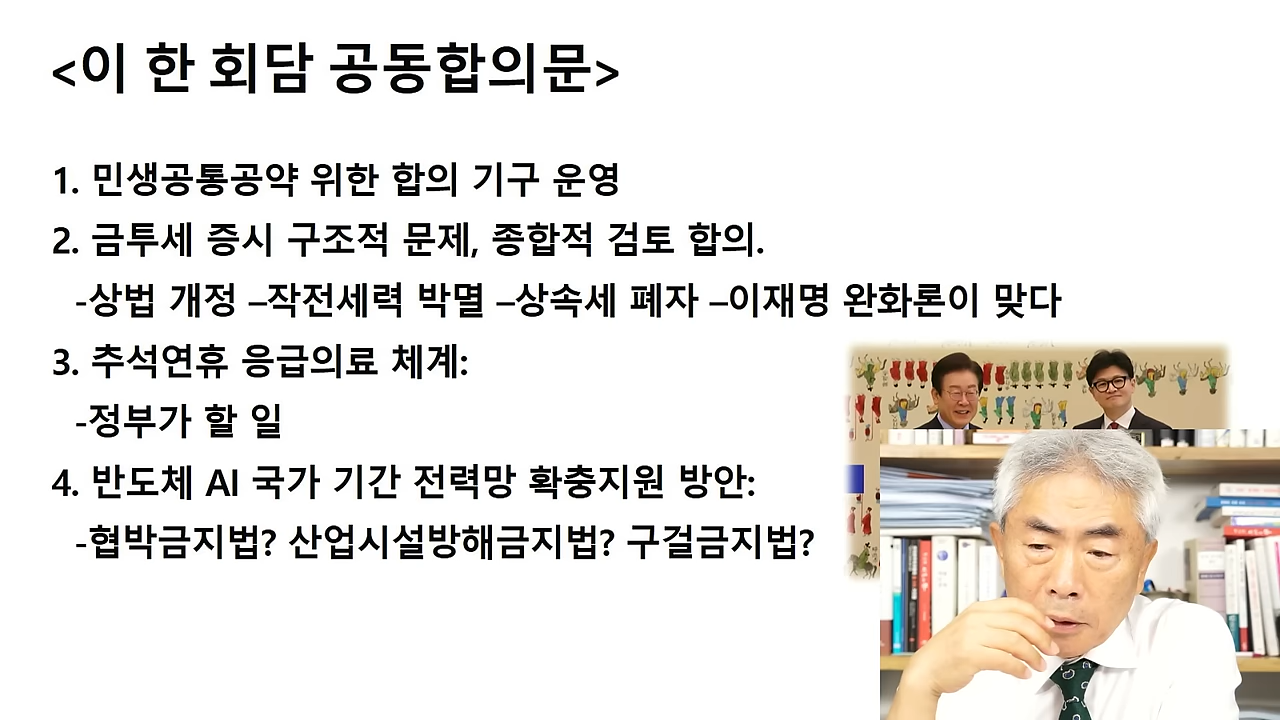 <이 한 회담 공동합의문>
1. 민생공통공약 위한 합의 기구 운영
2. 금투세 증시 구조적 문제, 종합적 검토 합의.
-상법 개정 –작전세력 박멸 –상속세 폐자 –이재명 완화론이 맞다
3. 추석연휴 응급의료 체계:
-정부가 할 일
4. 반도체 AI 국가 기간 전력망 확충지원 방안:
-협박금지법? 산업시설방해금지법? 구걸금지법?